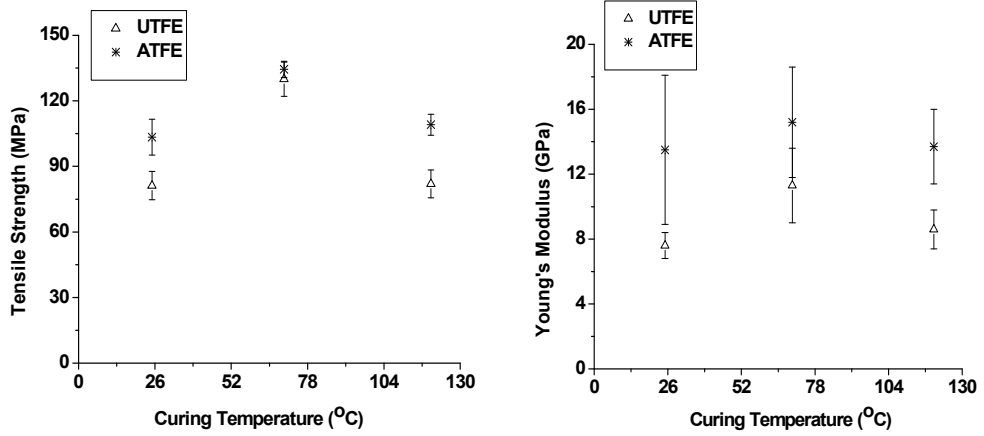 UTFE
ATFE
150
120
90
60
30
0
Tensile Strength (MPa)
0 26 52 78 104 130
Curing Temperature (OC)
UTFE
ATFE
20
16
12
8
4
0
Young's Modulus (GPa)
0 26 52 78 104 130
Curing Temperature (OC)